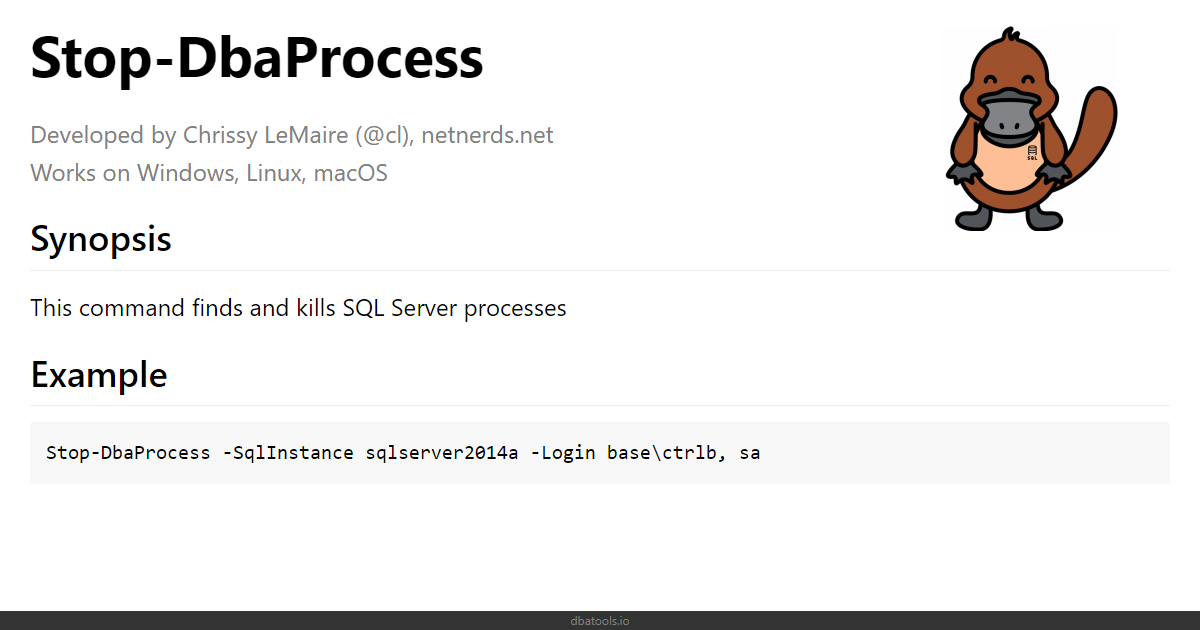 Stop-DbaProcess
Developed by Chrissy LeMaire (@cl), netnerds.net
Works on Windows, Linux, macOS
SQL
Synopsis
This command finds and kills SQL Server processes
Example
Stop-DbaProcess -SqlInstance sqlserver2014a -Login base\ctrlb, sa
dbatools.io